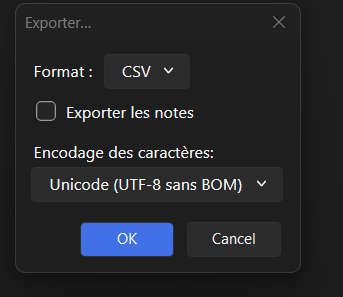 Exporter...
Format : CSV
Exporter les notes
Encodage des caractères:
Unicode (UTF-8 sans BOM)
OK Cancel